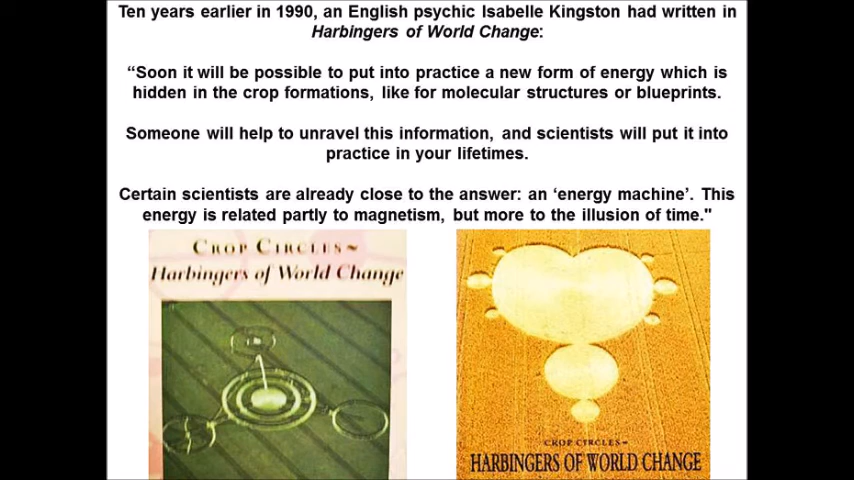 Ten years earlier in 1990, an English psychic Isabelle Kingston had written in
Harbingers of World Change:
“Soon it will be possible to put into practice a new form of energy which is
hidden in the crop formations, like for molecular structures or blueprints.
Someone will help to unravel this information, and scientists will put it into
practice in your lifetimes.
Certain scientists are already close to the answer: an ‘energy machine’. This
energy is related partly to magnetism, but more to the illusion of time."
CROP CIRCLES~
Harbingers of World Change
CROP CIRCLES~
HARBINGERS OF WORLD CHANGE